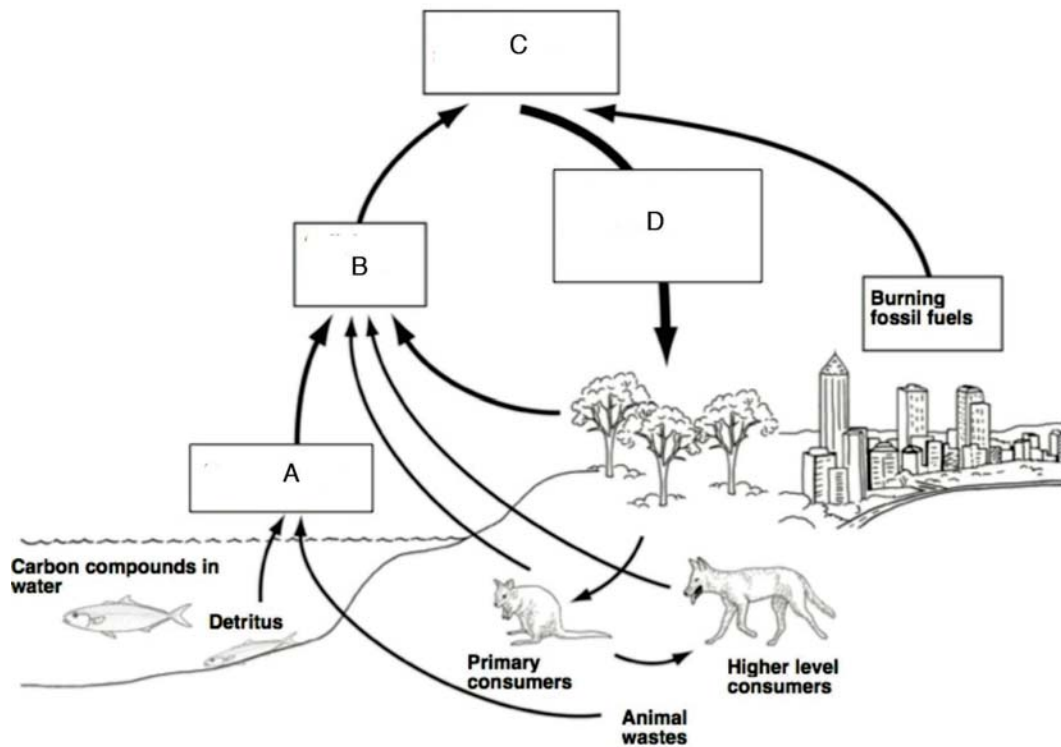 C
D
B
Burning
fossil fuels
A
Carbon compounds in
water
Detritus
Primary
consumers
Higher level
consumers
Animal
wastes